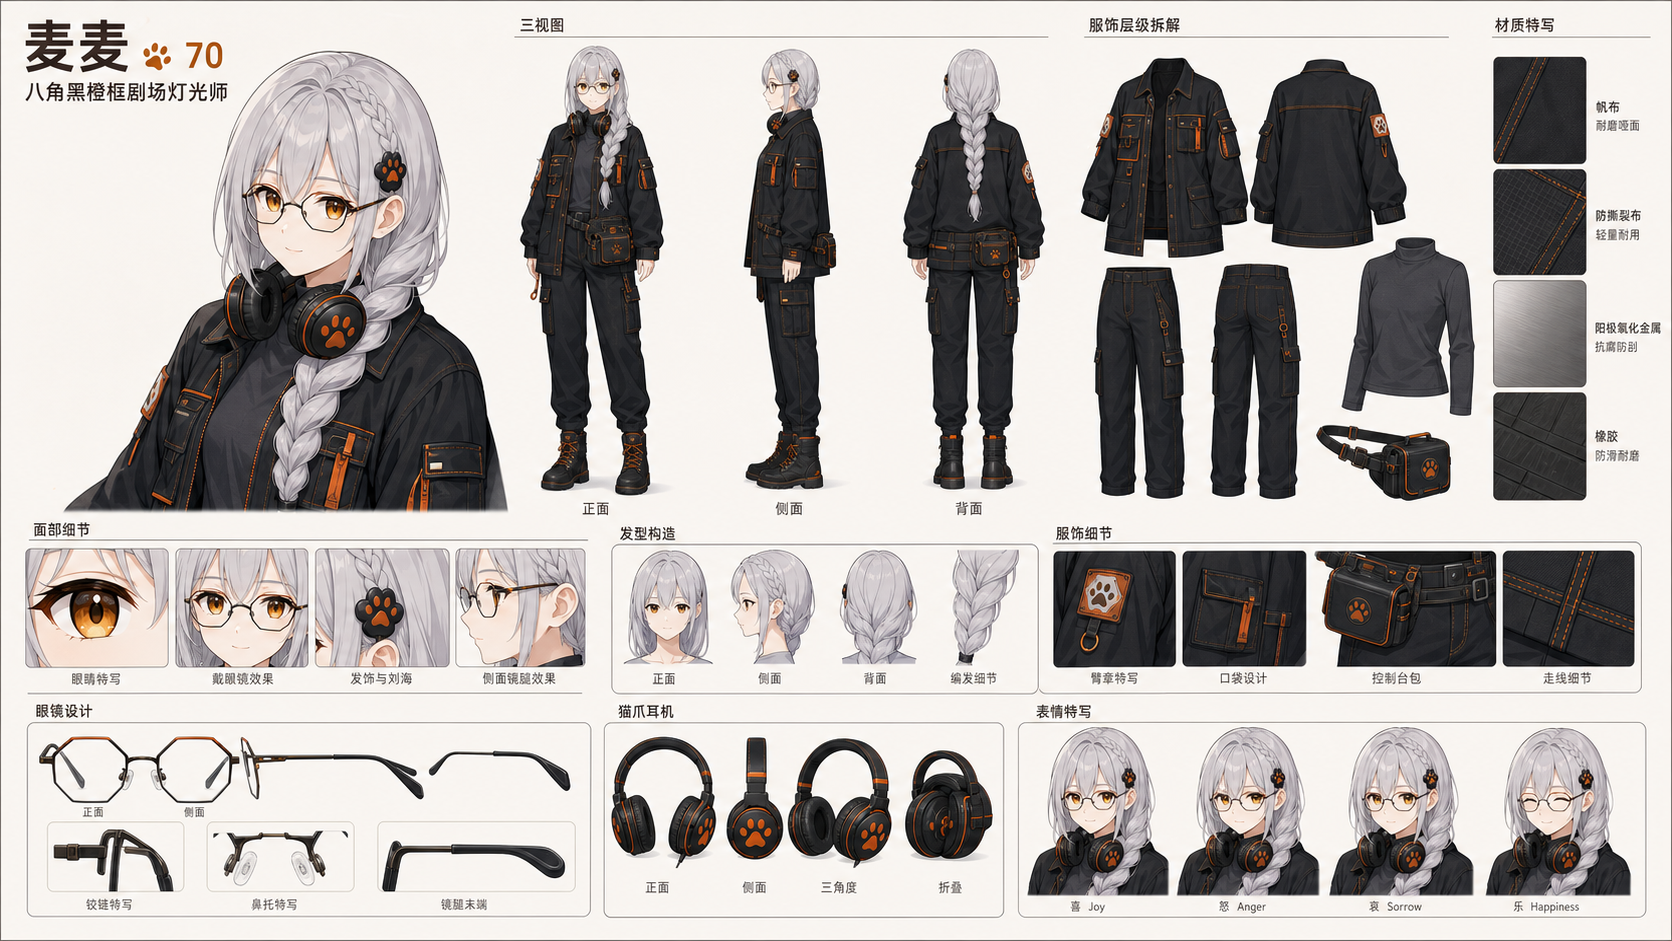 麦麦 70
八角黑橙框剧场灯光师
三视图
正面
侧面
背面
服饰层级拆解
材质特写
帆布
耐磨哑面
防撕裂布
轻量耐用
阳极氧化金属
抗腐防刮
橡胶
防滑耐磨
面部细节
眼睛特写
戴眼镜效果
发饰与刘海
侧面镜腿效果
发型构造
正面
侧面
背面
编发细节
服饰细节
臂章特写
口袋设计
控制台包
走线细节
眼镜设计
正面
侧面
铰链特写
鼻托特写
镜腿末端
猫爪耳机
正面
侧面
三角度
折叠
表情特写
喜 Joy
怒 Anger
哀 Sorrow
乐 Happiness